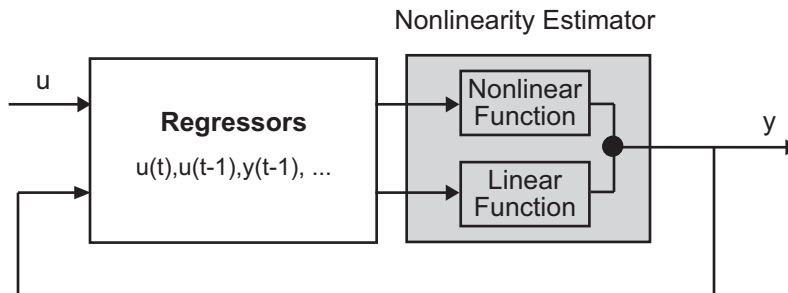 Nonlinearity Estimator
u
Regressors
u(t),u(t-1),y(t-1), ...
Nonlinear
Function
Linear
Function
y